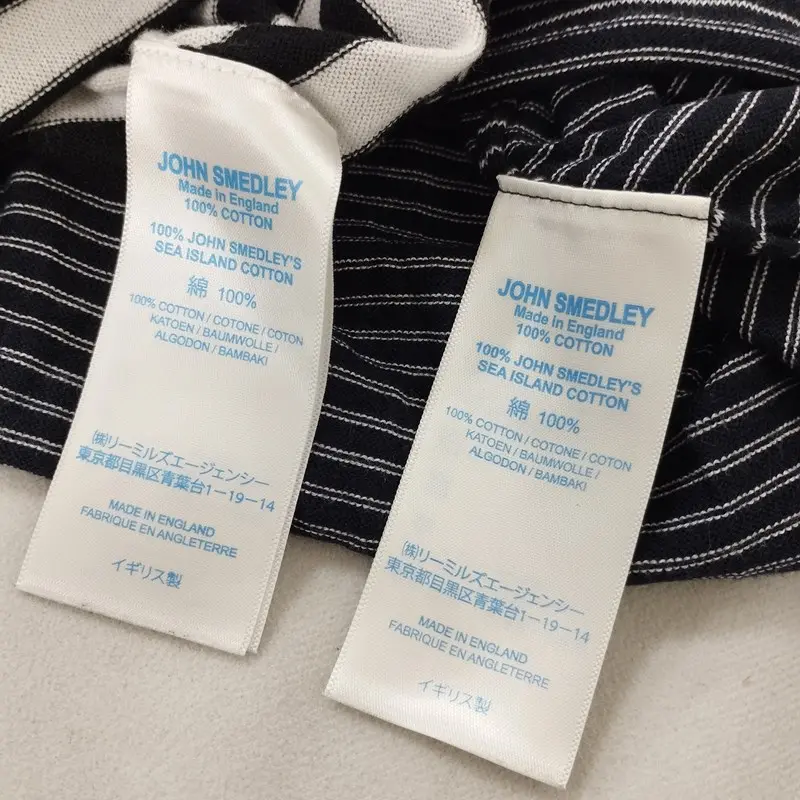 JOHN SMEDLEY
Made in England
100% COTTON
100% JOHN SMEDLEY'S
SEA ISLAND COTTON
綿 100%
100% COTTON / COTONE / COTON
KATOEN / BAUMWOLLE /
ALGODON / BAMBAKI
㈱リーミルズエージェンシー
東京都目黒区青葉台1-19-14
MADE IN ENGLAND
FABRIQUE EN ANGLETERRE
イギリス製
JOHN SMEDLEY
Made in England
100% COTTON
100% JOHN SMEDLEY'S
SEA ISLAND COTTON
綿 100%
100% COTTON / COTONE / COTON
KATOEN / BAUMWOLLE /
ALGODON / BAMBAKI
㈱リーミルズエージェンシー
東京都目黒区青葉台1-19-14
MADE IN ENGLAND
FABRIQUE EN ANGLETERRE
イギリス製